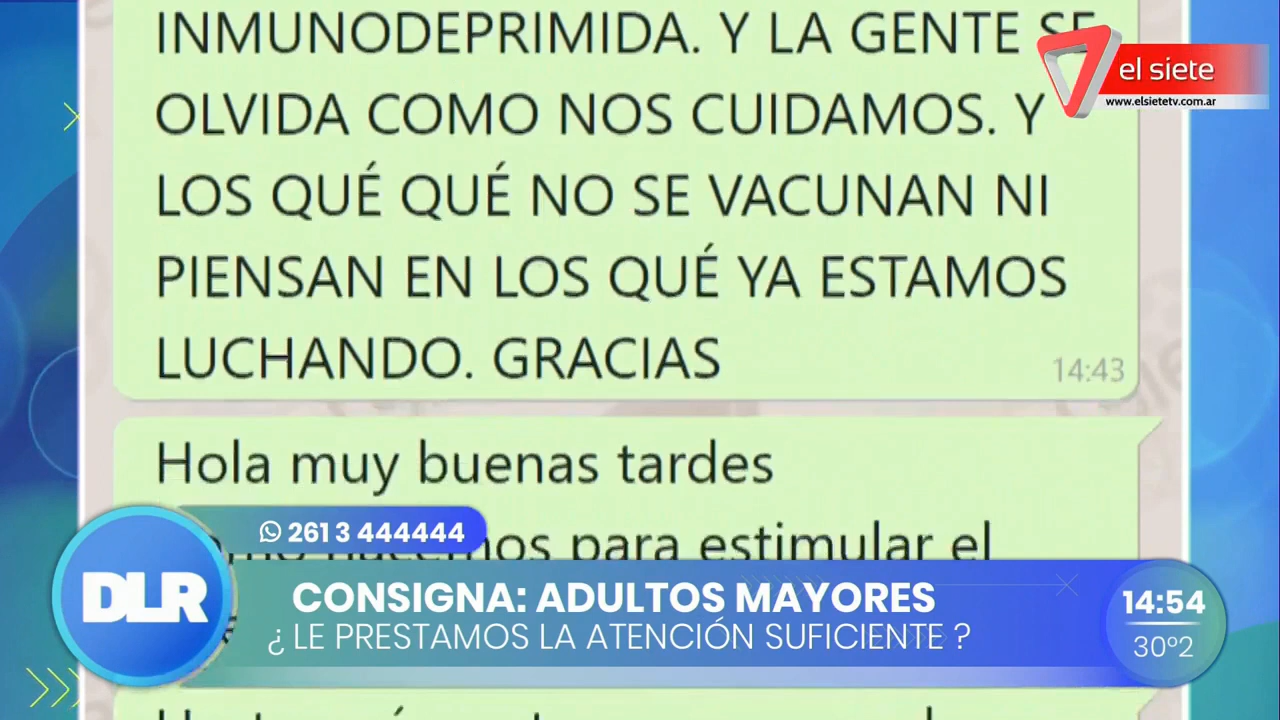 INMUNODEPRIMIDA. Y LA GENTE SE
OLVIDA COMO NOS CUIDAMOS. Y
LOS QUÉ QUÉ NO SE VACUNAN NI
PIENSAN EN LOS QUÉ YA ESTAMOS
LUCHANDO. GRACIAS
14:43
el siete
www.elsietetv.com.ar
Hola muy buenas tardes
para estimular el
261 3 444444
DLR
CONSIGNA: ADULTOS MAYORES
¿ LE PRESTAMOS LA ATENCIÓN SUFICIENTE ?
14:54
30º2